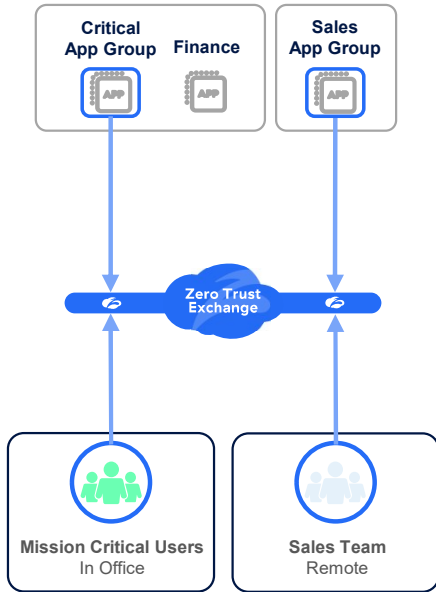 Critical
App Group
Finance
Sales
App Group
APP
APP
APP
Zero Trust
Exchange
Mission Critical Users
In Office
Sales Team
Remote